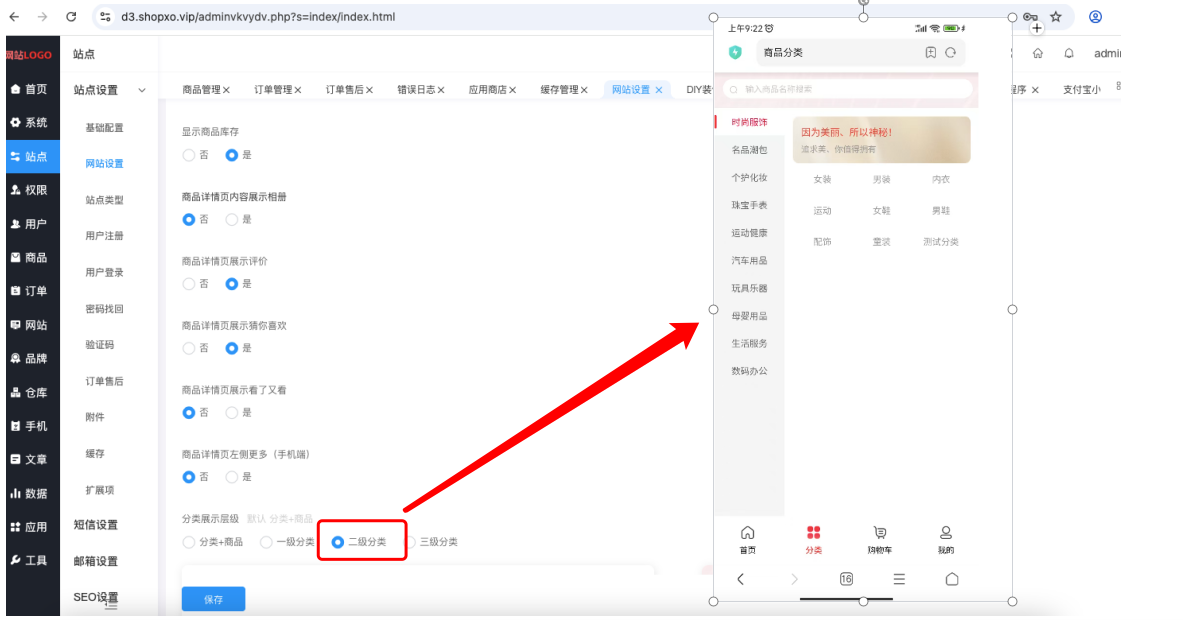 d3.shopxo.vip/adminvkvydv.php?s=index/index.html
网站LOGO
首页
系统
站点
权限
用户
商品
订单
网站
品牌
仓库
手机
文章
数据
应用
工具
站点
站点设置
基础配置
网站设置
站点类型
用户注册
用户登录
密码找回
验证码
订单售后
附件
缓存
扩展项
短信设置
邮箱设置
SEO设置
商品管理 × 订单管理 × 订单售后 × 错误日志 × 应用商店 × 缓存管理 × 网站设置 × DIY装
admin
程序 × 支付宝小
显示商品库存
否 是
商品详情页内容展示相册
否 是
商品详情页展示评价
否 是
商品详情页展示猜你喜欢
否 是
商品详情页展示看了又看
否 是
商品详情页左侧更多（手机端）
否 是
分类展示层级 默认 分类+商品
分类+商品 一级分类 二级分类 三级分类
保存
上午9:22
商品分类
输入商品名称搜索
时尚服饰
名品潮包
个护化妆
珠宝手表
运动健康
汽车用品
玩具乐器
母婴用品
生活服务
数码办公
因为美丽、所以神秘！
追求美、你值得拥有
女装 男装 内衣
运动 女鞋 男鞋
配饰 童装 测试分类
首页 分类 购物车 我的
16